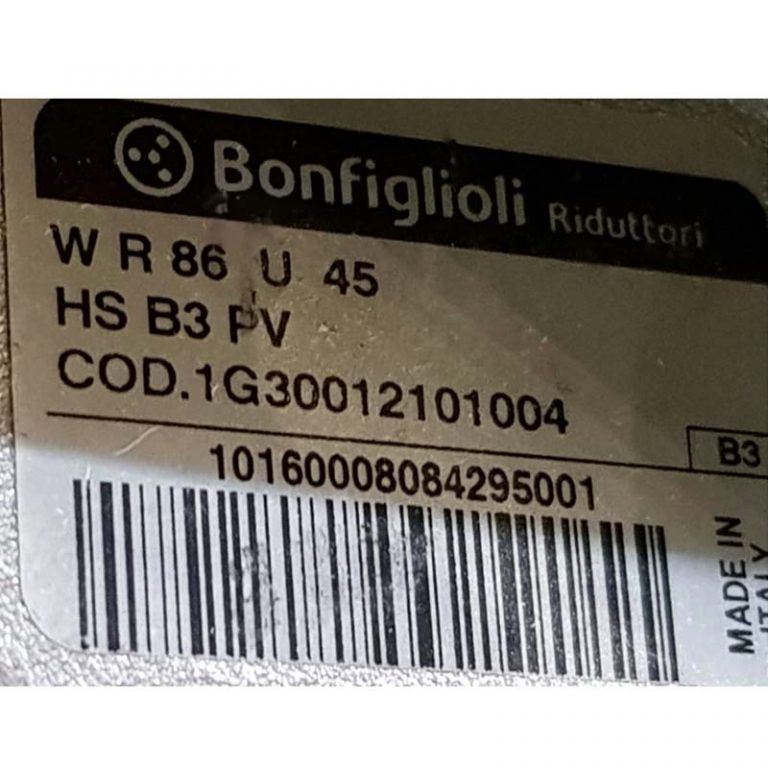 Bonfiglioli Riduttori
W R 86 U 45
HS B3 PV
COD.1G30012101004
B3
10160008084295001
MADE IN
ITALY